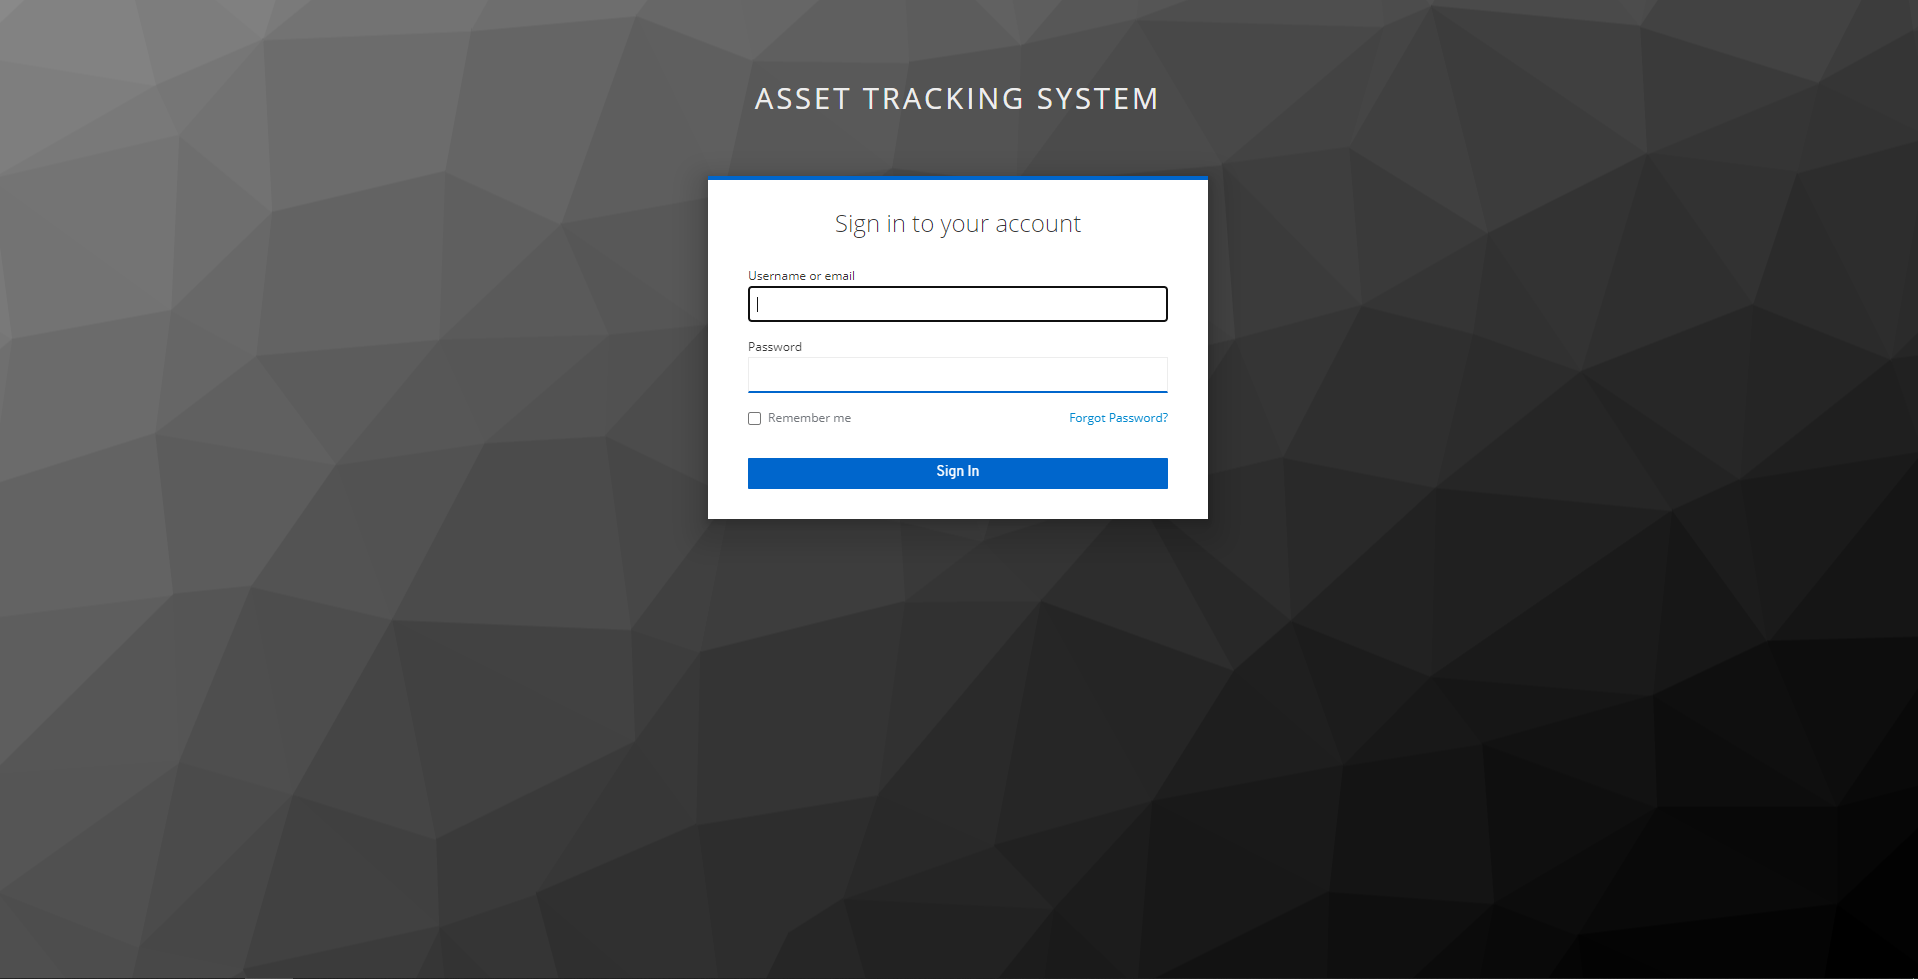 ASSET TRACKING SYSTEM
Sign in to your account
Username or email
Password
Remember me
Forgot Password?
Sign In